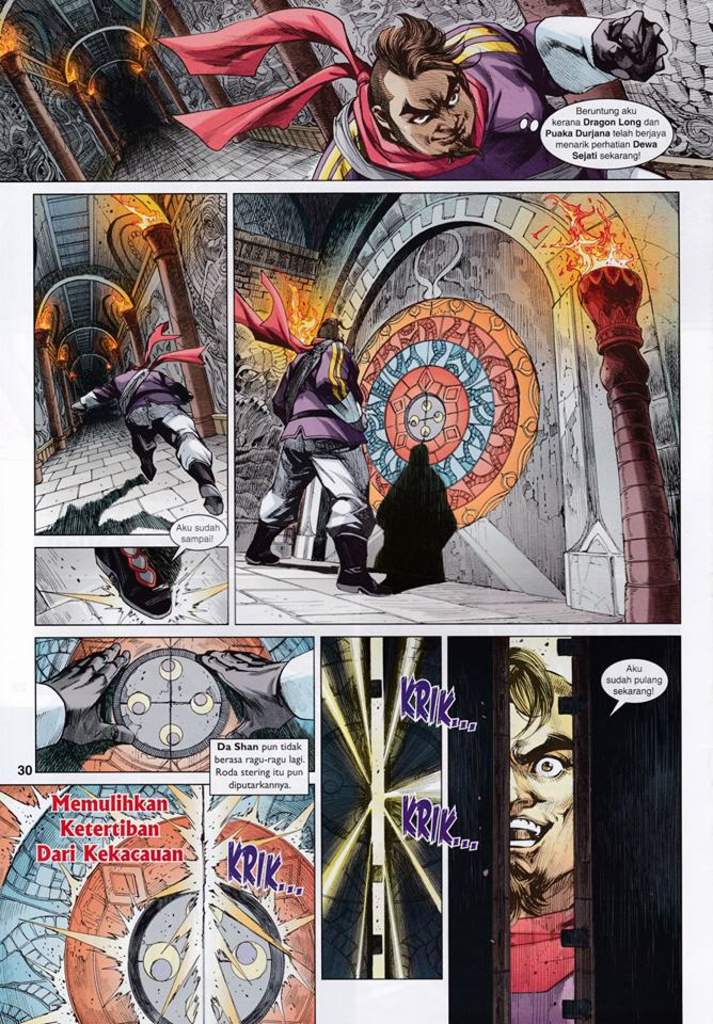 Beruntung aku
kerana Dragon Long dan
Puaka Durjana telah berjaya
menarik perhatian Dewa
Sejati sekarang!
Aku sudah
sampai!
Da Shan pun tidak
berasa ragu-ragu lagi.
Roda stering itu pun
diputarkannya.
KRIK...
KRIK...
Aku
sudah pulang
sekarang!
30
Memulihkan
Ketertiban
Dari Kekacauan
KRIK...